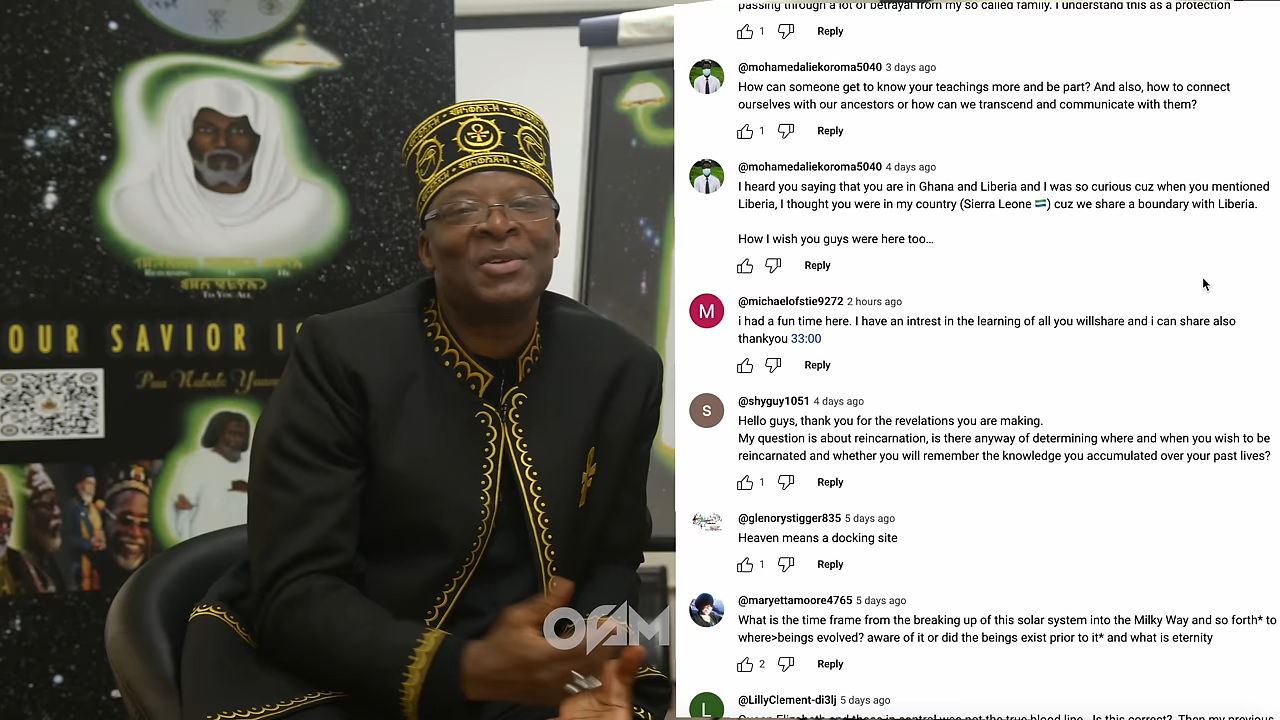 RETURNING IS HE
TO YOU ALL
OUR SAVIOR I
Paa Nabab Yaan
OSAM
passing through a lot of betrayal from my so called family. I understand this as a protection
1 Reply
@mohamedaliekoroma5040 3 days ago
How can someone get to know your teachings more and be part? And also, how to connect
ourselves with our ancestors or how can we transcend and communicate with them?
1 Reply
@mohamedaliekoroma5040 4 days ago
I heard you saying that you are in Ghana and Liberia and I was so curious cuz when you mentioned
Liberia, I thought you were in my country (Sierra Leone 🇸🇱) cuz we share a boundary with Liberia.
How I wish you guys were here too...
Reply
M
@michaelofstie9272 2 hours ago
i had a fun time here. I have an intrest in the learning of all you willshare and i can share also
thankyou 33:00
Reply
S
@shyguy1051 4 days ago
Hello guys, thank you for the revelations you are making.
My question is about reincarnation, is there anyway of determining where and when you wish to be
reincarnated and whether you will remember the knowledge you accumulated over your past lives?
1 Reply
@glenorystigger835 5 days ago
Heaven means a docking site
1 Reply
@maryettamoore4765 5 days ago
What is the time frame from the breaking up of this solar system into the Milky Way and so forth* to
where>beings evolved? aware of it or did the beings exist prior to it* and what is eternity
2 Reply
L
@LillyClement-di3lj 5 days ago